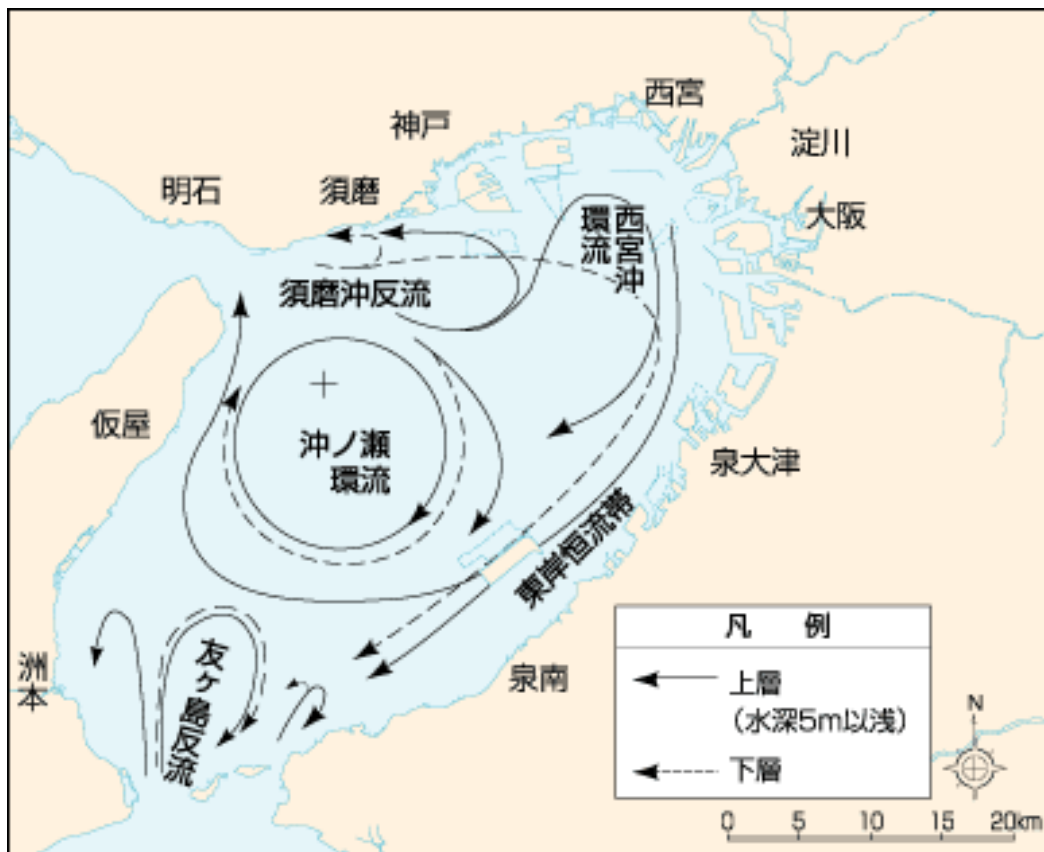 西宮
神戸
淀川
明石
須磨
大阪
西宮沖
環流
須磨沖反流
仮屋
沖ノ瀬
環流
泉大津
東岸恒流帯
洲本
友ヶ島反流
泉南
凡 例
上層
（水深5m以浅）
下層
N
0 5 10 15 20km